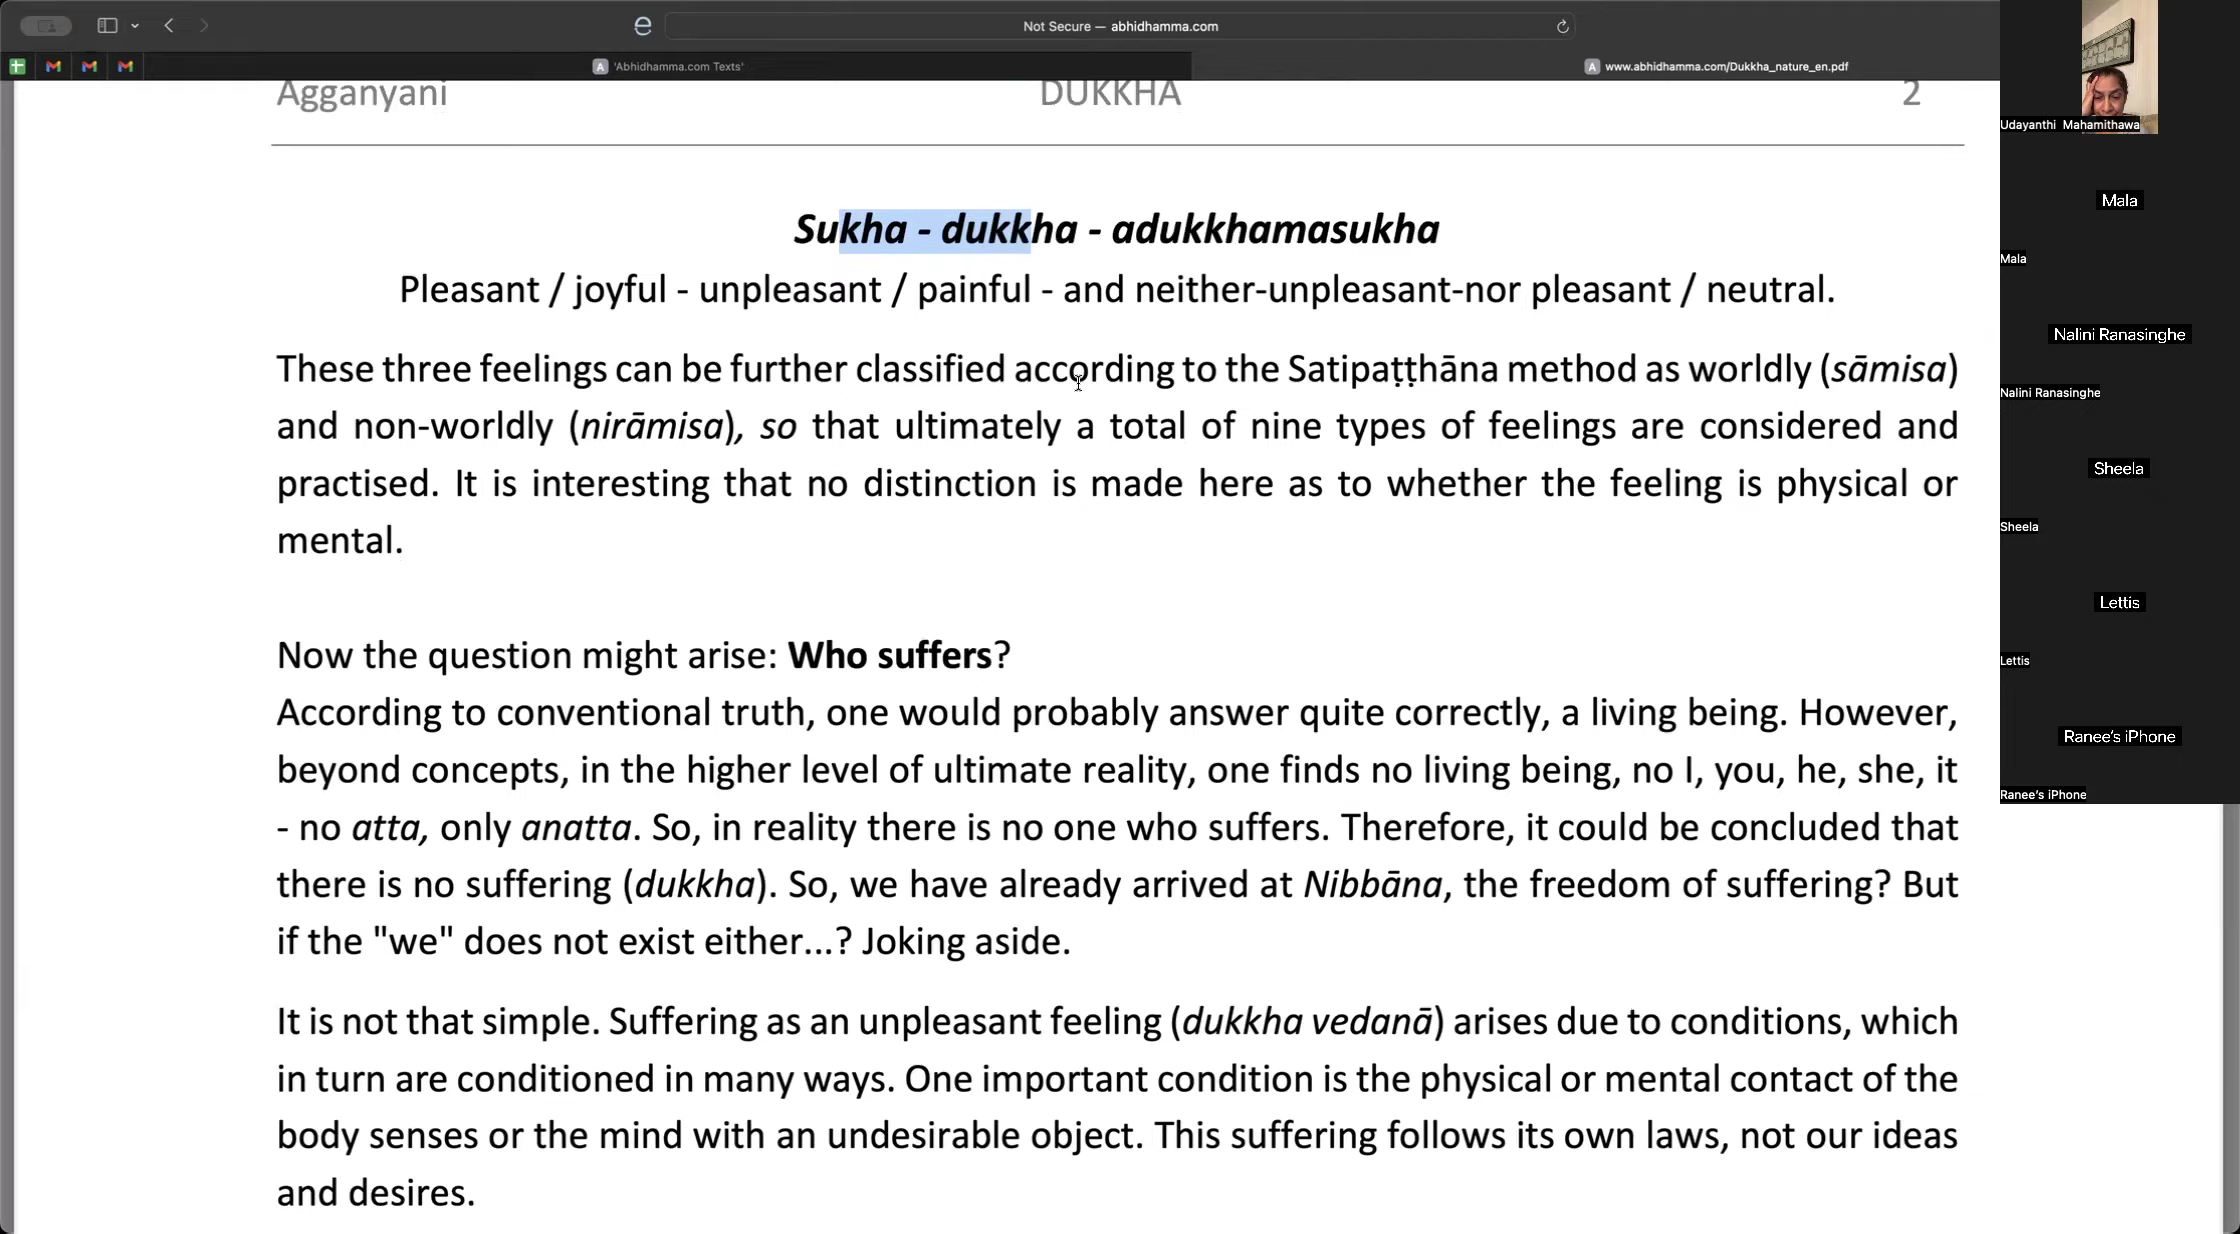 Not Secure — abhidhamma.com
'Abhidhamma.com Texts'
www.abhidhamma.com/Dukkha_nature_en.pdf
Agganyani DUKKHA 2
Sukha - dukkha - adukkhamasukha
Pleasant / joyful - unpleasant / painful - and neither-unpleasant-nor pleasant / neutral.
These three feelings can be further classified according to the Satipaṭṭhāna method as worldly (sāmisa)
and non-worldly (nirāmisa), so that ultimately a total of nine types of feelings are considered and
practised. It is interesting that no distinction is made here as to whether the feeling is physical or
mental.
Now the question might arise: Who suffers?
According to conventional truth, one would probably answer quite correctly, a living being. However,
beyond concepts, in the higher level of ultimate reality, one finds no living being, no I, you, he, she, it
- no atta, only anatta. So, in reality there is no one who suffers. Therefore, it could be concluded that
there is no suffering (dukkha). So, we have already arrived at Nibbāna, the freedom of suffering? But
if the "we" does not exist either...? Joking aside.
It is not that simple. Suffering as an unpleasant feeling (dukkha vedanā) arises due to conditions, which
in turn are conditioned in many ways. One important condition is the physical or mental contact of the
body senses or the mind with an undesirable object. This suffering follows its own laws, not our ideas
and desires.
Udayanthi Mahamithawa
Mala
Mala
Nalini Ranasinghe
Nalini Ranasinghe
Sheela
Sheela
Lettis
Lettis
Ranee's iPhone
Ranee's iPhone